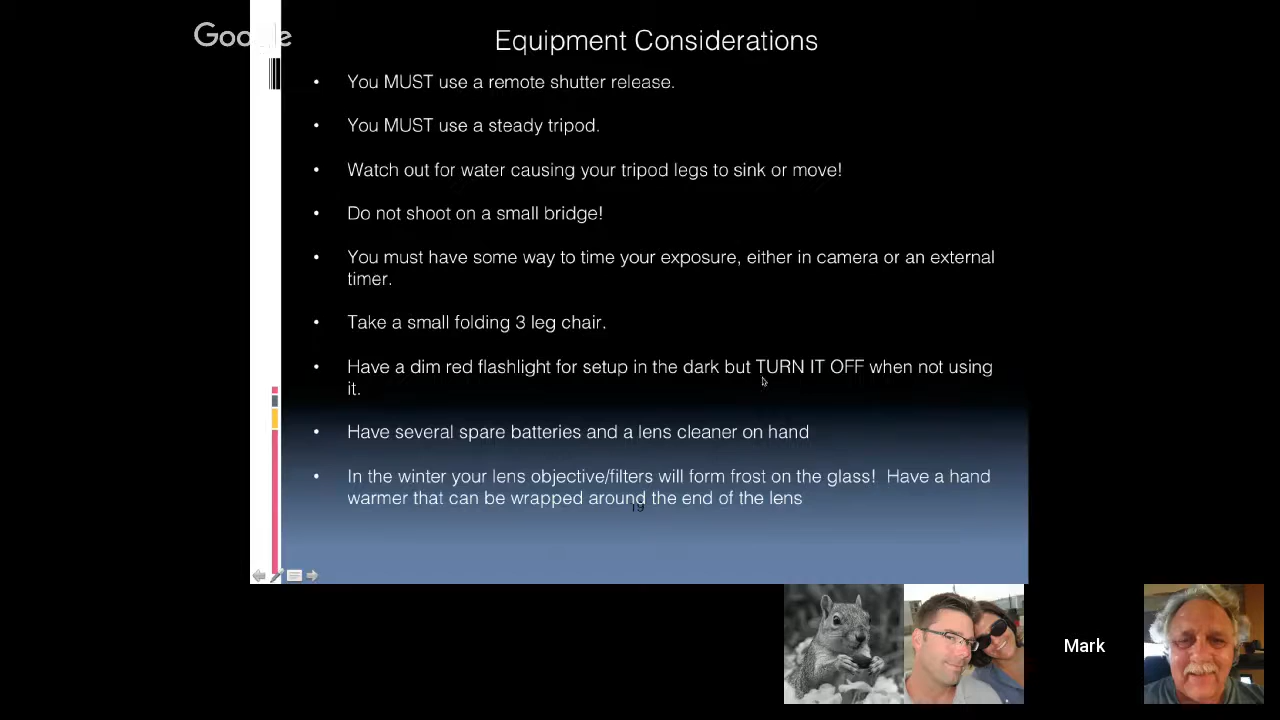 Google
Equipment Considerations
• You MUST use a remote shutter release.
• You MUST use a steady tripod.
• Watch out for water causing your tripod legs to sink or move!
• Do not shoot on a small bridge!
• You must have some way to time your exposure, either in camera or an external
timer.
• Take a small folding 3 leg chair.
• Have a dim red flashlight for setup in the dark but TURN IT OFF when not using
it.
• Have several spare batteries and a lens cleaner on hand
• In the winter your lens objective/filters will form frost on the glass!  Have a hand
warmer that can be wrapped around the end of the lens
19
Mark